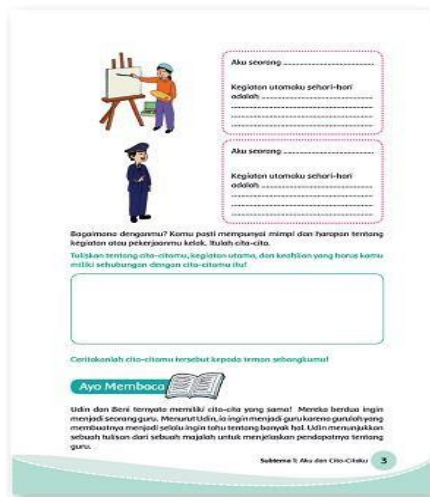 Aku seorang
Kegiatan utamaku sehari-hari
adalah
Aku seorang
Kegiatan utamaku sehari-hari
adalah
Bagaimana denganmu? Kamu pasti mempunyai mimpi dan harapan tentang
kegiatan atau pekerjaanmu kelak. Itulah cita-cita.
Tuliskan tentang cita-citamu, kegiatan utama, dan keahlian yang harus kamu
miliki sehubungan dengan cita-citamu itu!
Ceritakanlah cita-citamu tersebut kepada teman sebangkumu!
Ayo Membaca
Udin dan Beni ternyata memiliki cita-cita yang sama! Mereka berdua ingin
menjadi seorang guru. Menurut Udin, ia ingin menjadi guru karena gurulah yang
membuatnya menjadi selalu ingin tahu tentang banyak hal. Udin menunjukkan
sebuah tulisan dari sebuah majalah untuk menjelaskan pendapatnya tentang
guru.
Subtema 1: Aku dan Cita-Citaku 3